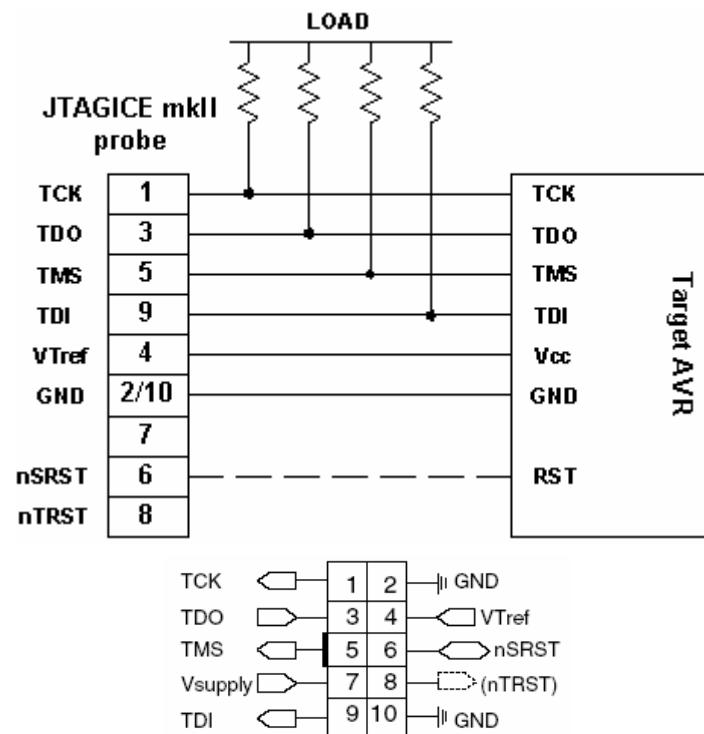 LOAD
JTAGICE mkII
probe
TCK 1 TCK
TDO 3 TDO
TMS 5 TMS
TDI 9 TDI
VTref 4 Vcc
GND 2/10 GND
7
nSRST 6 RST
nTRST 8
Target AVR
TCK 1 2 GND
TDO 3 4 VTref
TMS 5 6 nSRST
Vsupply 7 8 (nTRST)
TDI 9 10 GND